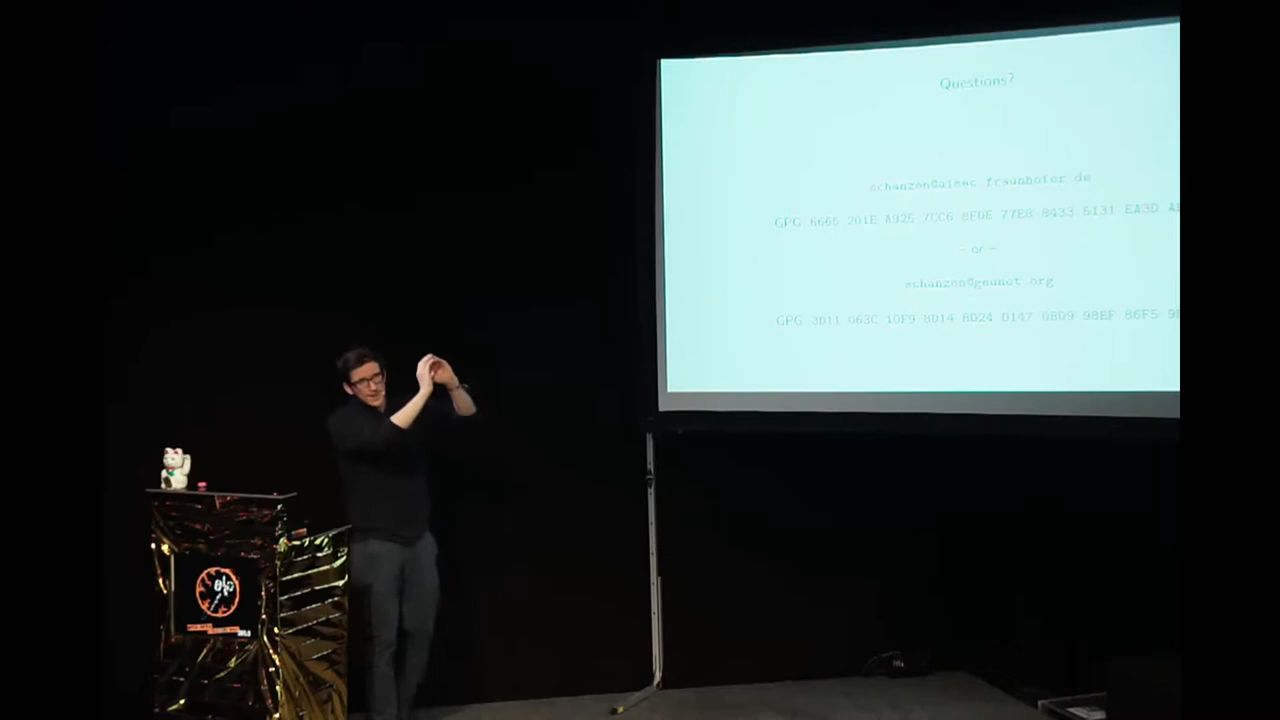 Questions?
schanzen@aisec.fraunhofer.de
GPG 6665 201E A925 7CC6 8FDE 77E8 8433 5131 EA3D
- or -
schanzen@gnunet.org
GPG 3D11 063C 10F9 8D14 BD24 D147 0B09 98EF 86F5